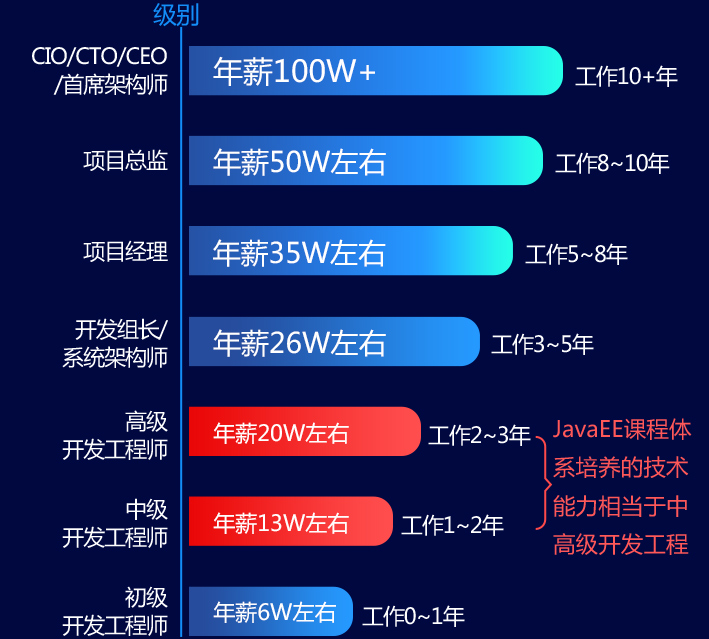 级别
CIO/CTO/CEO
/首席架构师
年薪100W+
工作10+年
项目总监
年薪50W左右
工作8~10年
项目经理
年薪35W左右
工作5~8年
开发组长/
系统架构师
年薪26W左右
工作3~5年
高级
开发工程师
年薪20W左右
工作2~3年
中级
开发工程师
年薪13W左右
工作1~2年
JavaEE课程体
系培养的技术
能力相当于中
高级开发工程
初级
开发工程师
年薪6W左右
工作0~1年